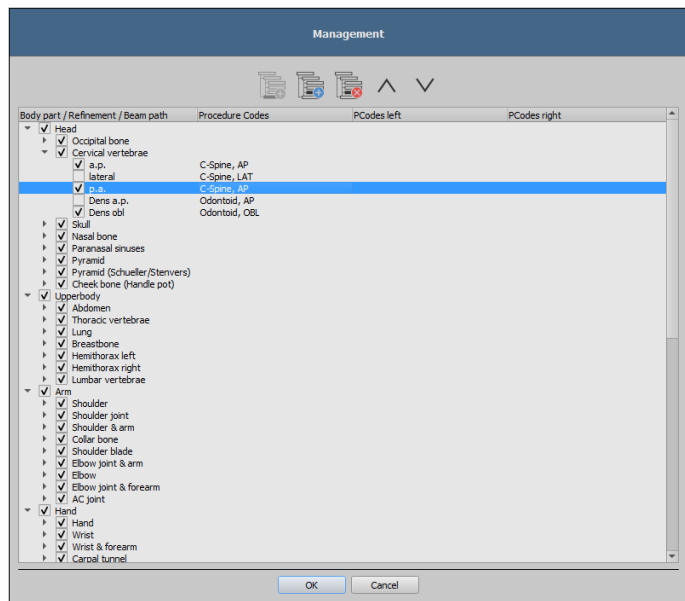 Management
Body part / Refinement / Beam path Procedure Codes PCodes left PCodes right
Head
Occipital bone
Cervical vertebrae
a.p. C-Spine, AP
lateral C-Spine, LAT
p.a. C-Spine, AP
Dens a.p. Odontoid, AP
Dens obl Odontoid, OBL
Skull
Nasal bone
Paranasal sinuses
Pyramid
Pyramid (Schueller/Stenvers)
Cheek bone (Handle pot)
Upperbody
Abdomen
Thoracic vertebrae
Lung
Breastbone
Hemithorax left
Hemithorax right
Lumbar vertebrae
Arm
Shoulder
Shoulder joint
Shoulder & arm
Collar bone
Shoulder blade
Elbow joint & arm
Elbow
Elbow joint & forearm
AC joint
Hand
Hand
Wrist
Wrist & forearm
Carpal tunnel
OK Cancel